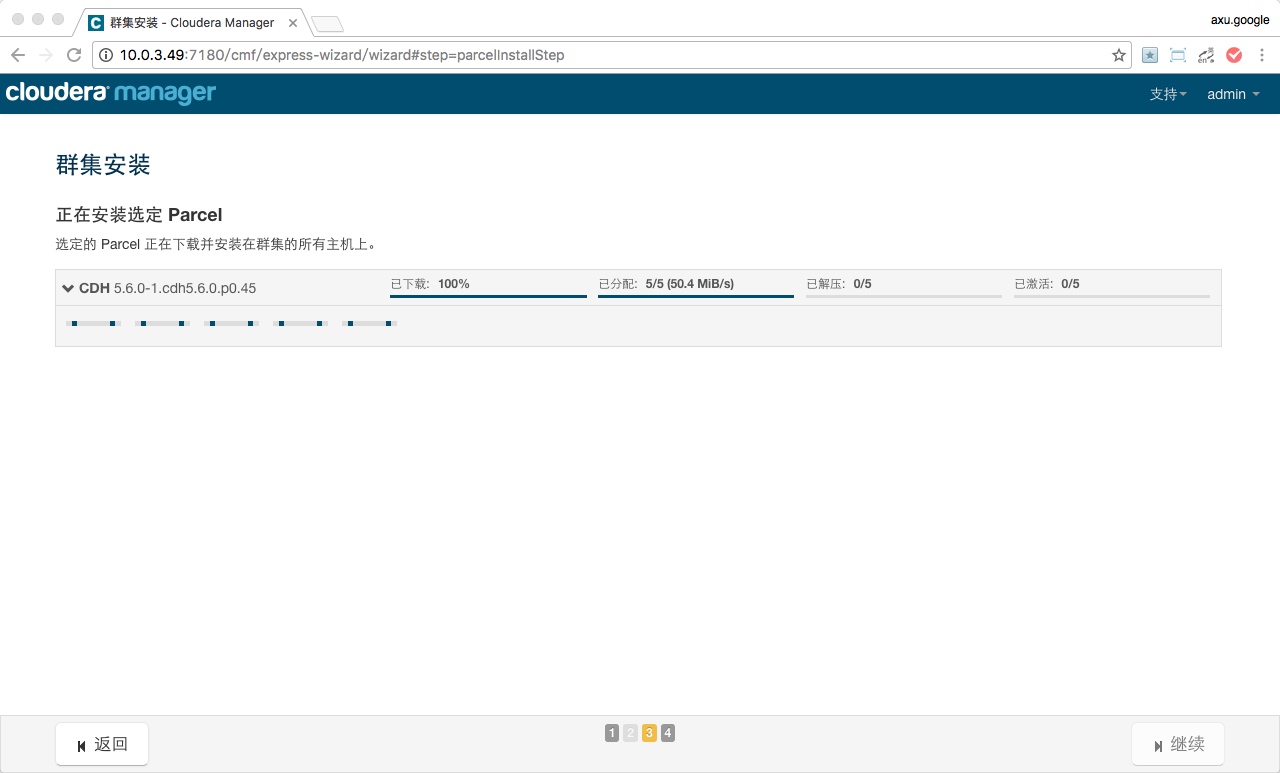 群集安装 - Cloudera Manager
axu.google
10.0.3.49:7180/cmf/express-wizard/wizard#step=parcelInstallStep
cloudera manager
支持
admin
群集安装
正在安装选定 Parcel
选定的 Parcel 正在下载并安装在群集的所有主机上。
CDH 5.6.0-1.cdh5.6.0.p0.45
已下载: 100%
已分配: 5/5 (50.4 MiB/s)
已解压: 0/5
已激活: 0/5
返回
1 2 3 4
继续